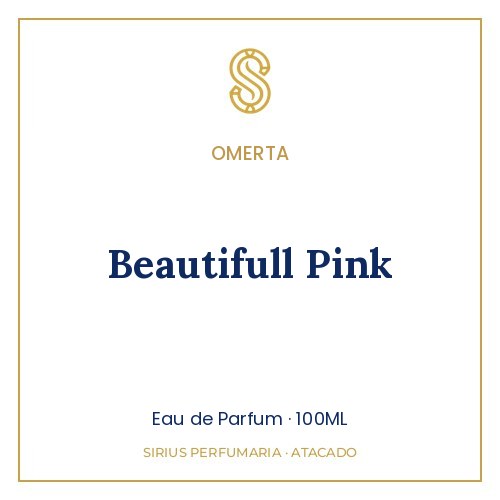 OMERTA
Beautifull Pink
Eau de Parfum · 100ML
SIRIUS PERFUMARIA · ATACADO